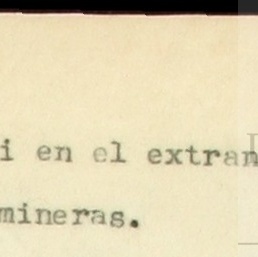 i en el extran
mineras.